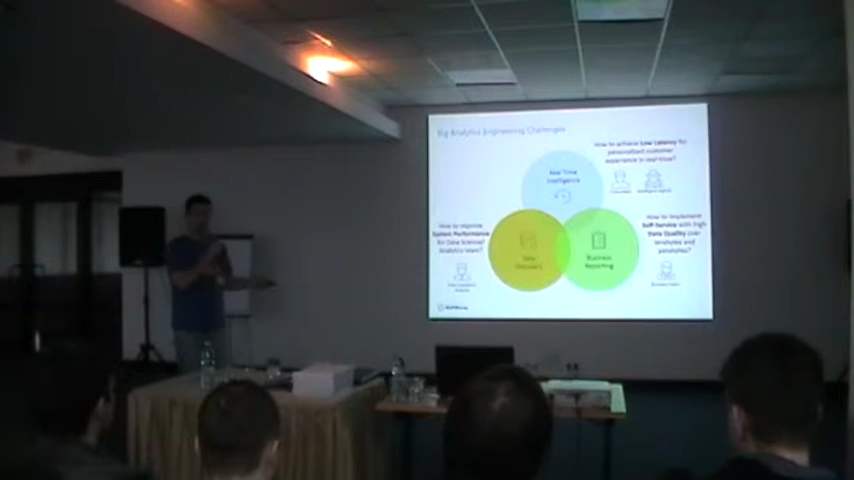 Big Analytics Engineering Challenges
How to achieve Low Latency for
personalized customer
experience in real-time?
Real Time
Intelligence
How to improve
System Performance
for Data Science/
Analytics team?
How to implement
Self-Service with high
Data Quality over
terabytes and
petabytes?
Data
Discovery
Business
Reporting